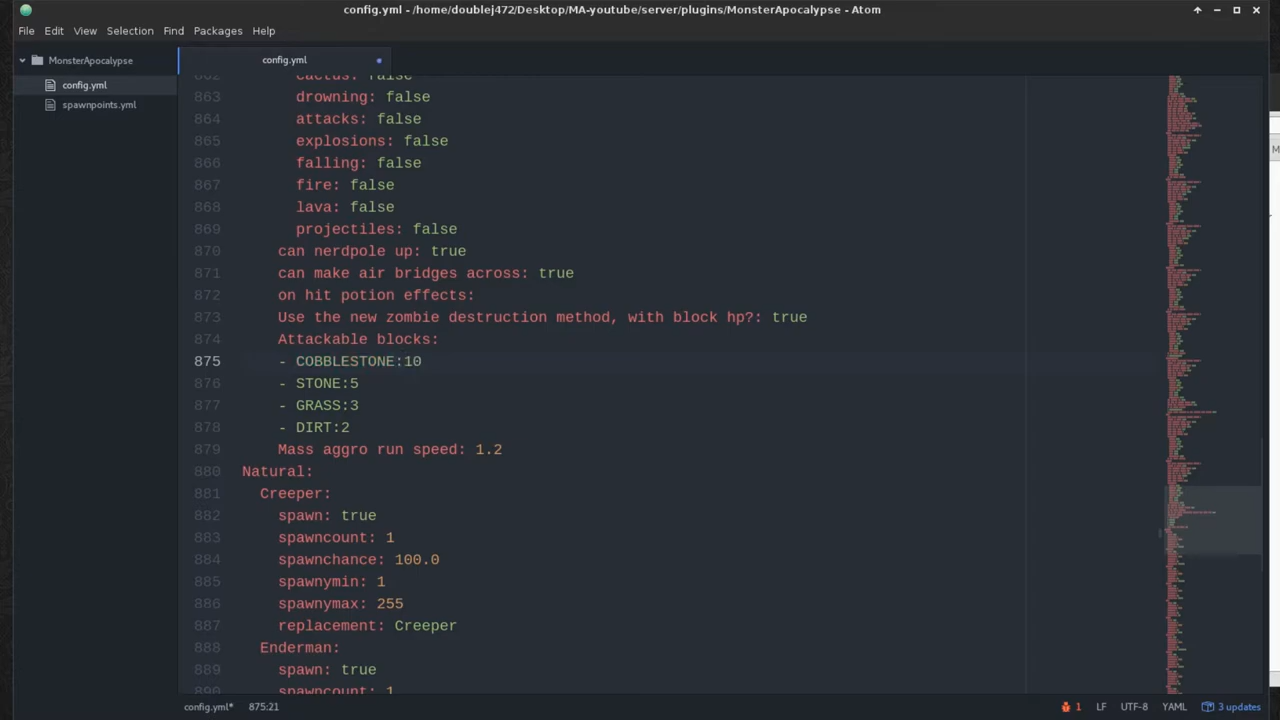 config.yml - /home/doublej472/Desktop/MA-youtube/server/plugins/MonsterApocalypse - Atom
File Edit View Selection Find Packages Help
MonsterApocalypse
config.yml
spawnpoints.yml
config.yml
862 cactus: false
863 drowning: false
864 attacks: false
865 explosions: false
866 falling: false
867 fire: false
868 lava: false
869 projectiles: false
870 can nerdpole up: true
871 can make air bridges across: true
872 on hit potion effects:
873 Use the new zombie destruction method, with block hp?: true
874 Attackable blocks:
875 - COBBLESTONE:10
876 - STONE:5
877 - GRASS:3
878 - DIRT:2
879 Mass aggro run speed: 1.2
880 Natural:
881 Creeper:
882 spawn: true
883 spawncount: 1
884 spawnchance: 100.0
885 spawnymin: 1
886 spawnymax: 255
887 replacement: Creeper
888 Enderman:
889 spawn: true
890 spawncount: 1
config.yml* 875:21
1 LF UTF-8 YAML 3 updates